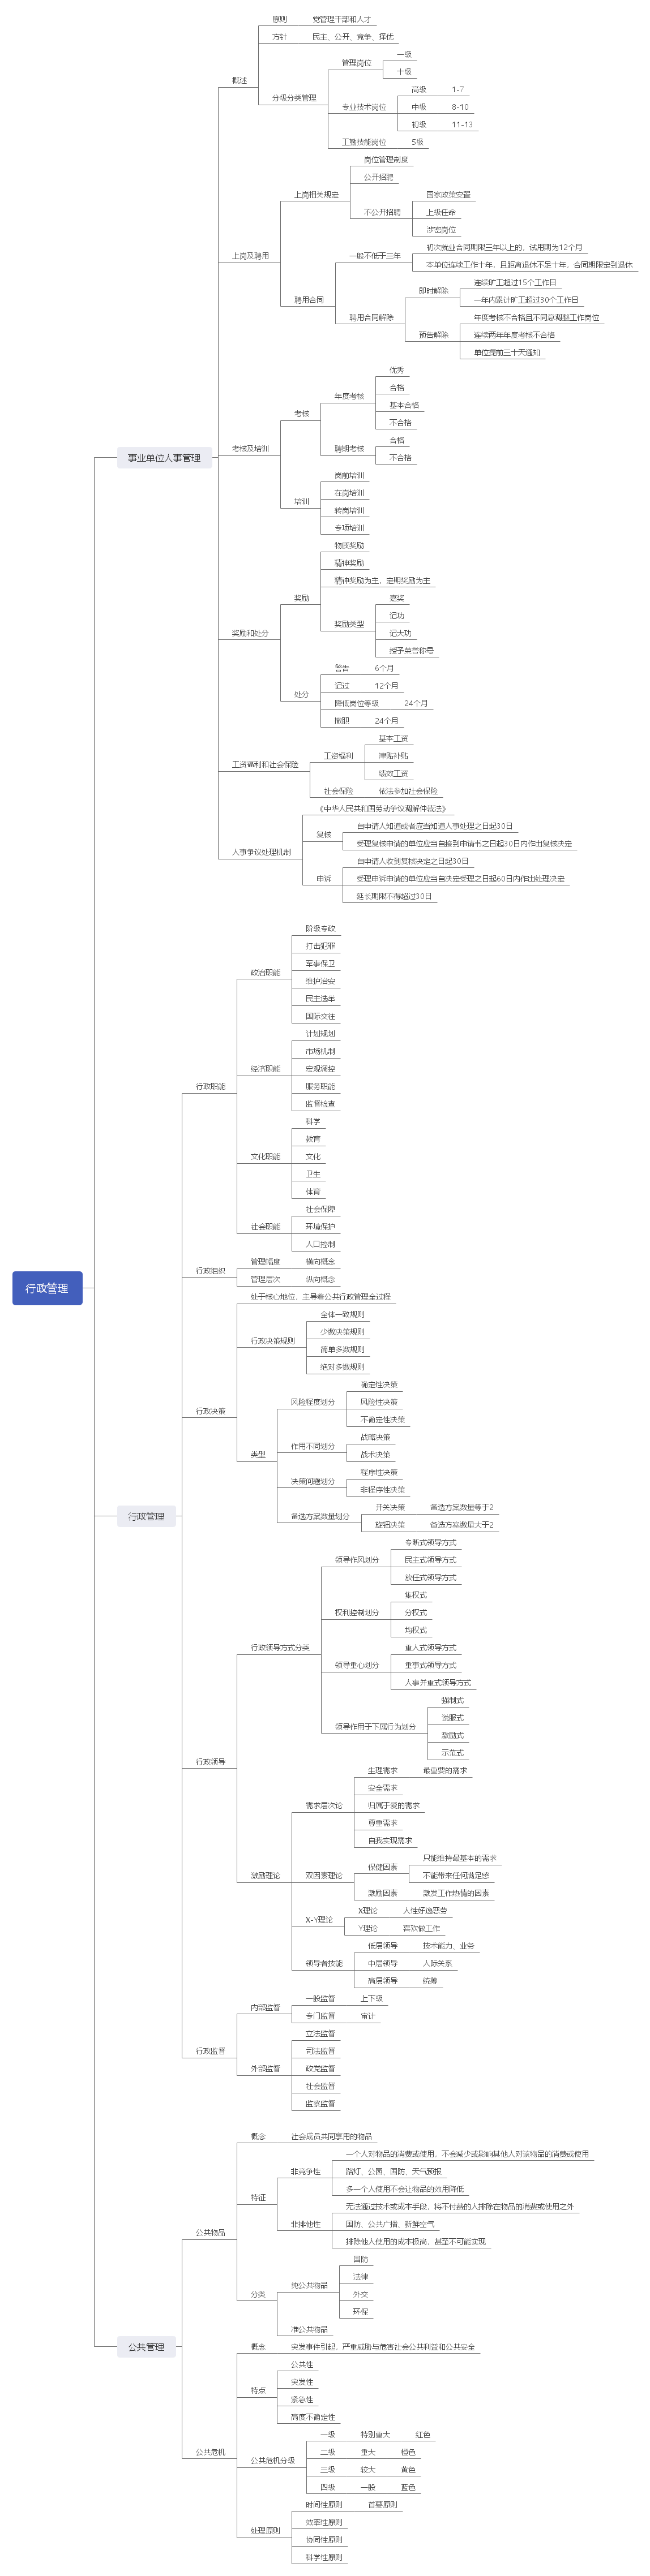 行政管理
事业单位人事管理
概述
原则
党管理干部和人才
方针
民主、公开、竞争、择优
分级分类管理
管理岗位
一级
十级
专业技术岗位
高级
1-7
中级
8-10
初级
11-13
工勤技能岗位
5级
上岗及聘用
上岗相关规定
岗位管理制度
公开招聘
不公开招聘
国家政策安置
上级任命
涉密岗位
聘用合同
一般不低于三年
初次就业合同期限三年以上的，试用期为12个月
本单位连续工作十年，且距离退休不足十年，合同期限定到退休
聘用合同解除
即时解除
连续旷工超过15个工作日
一年内累计旷工超过30个工作日
预告解除
年度考核不合格且不同意调整工作岗位
连续两年年度考核不合格
单位提前三十天通知
考核及培训
考核
年度考核
优秀
合格
基本合格
不合格
聘期考核
合格
不合格
培训
岗前培训
在岗培训
转岗培训
专项培训
奖励和处分
奖励
物质奖励
精神奖励
精神奖励为主，定期奖励为主
奖励类型
嘉奖
记功
记大功
授予荣誉称号
处分
警告
6个月
记过
12个月
降低岗位等级
24个月
撤职
24个月
工资福利和社会保险
工资福利
基本工资
津贴补贴
绩效工资
社会保险
依法参加社会保险
人事争议处理机制
《中华人民共和国劳动争议调解仲裁法》
复核
自申请人知道或者应当知道人事处理之日起30日
受理复核申请的单位应当自接到申请书之日起30日内作出复核决定
申诉
自申请人收到复核决定之日起30日
受理申诉申请的单位应当自决定受理之日起60日内作出处理决定
延长期限不得超过30日
行政管理
行政职能
政治职能
阶级专政
打击犯罪
军事保卫
维护治安
民主选举
国际交往
经济职能
计划规划
市场机制
宏观调控
服务职能
监督检查
文化职能
科学
教育
文化
卫生
体育
社会职能
社会保障
环境保护
人口控制
行政组织
管理幅度
横向概念
管理层次
纵向概念
行政决策
处于核心地位，主导着公共行政管理全过程
行政决策规则
全体一致规则
少数决策规则
简单多数规则
绝对多数规则
类型
风险程度划分
确定性决策
风险性决策
不确定性决策
作用不同划分
战略决策
战术决策
决策问题划分
程序性决策
非程序性决策
备选方案数量划分
开关决策
备选方案数量等于2
旋钮决策
备选方案数量大于2
行政领导
行政领导方式分类
领导作风划分
专断式领导方式
民主式领导方式
放任式领导方式
权利控制划分
集权式
分权式
均权式
领导重心划分
重人式领导方式
重事式领导方式
人事并重式领导方式
领导作用于下属行为划分
强制式
说服式
激励式
示范式
激励理论
需求层次论
生理需求
最重要的需求
安全需求
归属于爱的需求
尊重需求
自我实现需求
双因素理论
保健因素
只能维持最基本的需求
不能带来任何满足感
激励因素
激发工作热情的因素
X-Y理论
X理论
人性好逸恶劳
Y理论
喜欢做工作
领导者技能
低层领导
技术能力、业务
中层领导
人际关系
高层领导
统筹
行政监督
内部监督
一般监督
上下级
专门监督
审计
外部监督
立法监督
司法监督
政党监督
社会监督
监察监督
公共管理
公共物品
概念
社会成员共同享用的物品
特征
非竞争性
一个人对物品的消费或使用，不会减少或影响其他人对该物品的消费或使用
路灯、公园、国防、天气预报
多一个人使用不会让物品的效用降低
非排他性
无法通过技术或成本手段，将不付费的人排除在物品的消费或使用之外
国防、公共广播、新鲜空气
排除他人使用的成本极高，甚至不可能实现
分类
纯公共物品
国防
法律
外交
环保
准公共物品
公共危机
概念
突发事件引起，严重威胁与危害社会公共利益和公共安全
特点
公共性
突发性
紧急性
高度不确定性
公共危机分级
一级
特别重大
红色
二级
重大
橙色
三级
较大
黄色
四级
一般
蓝色
处理原则
时间性原则
首要原则
效率性原则
协同性原则
科学性原则